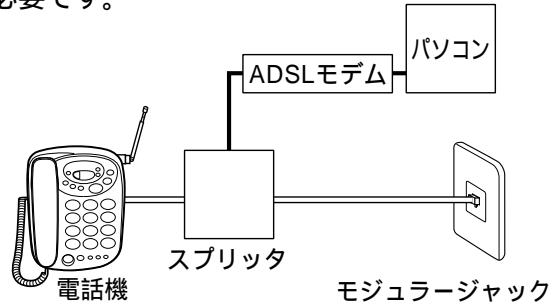 必要です。
パソコン
ADSLモデム
スプリッタ
電話機
モジュラージャック